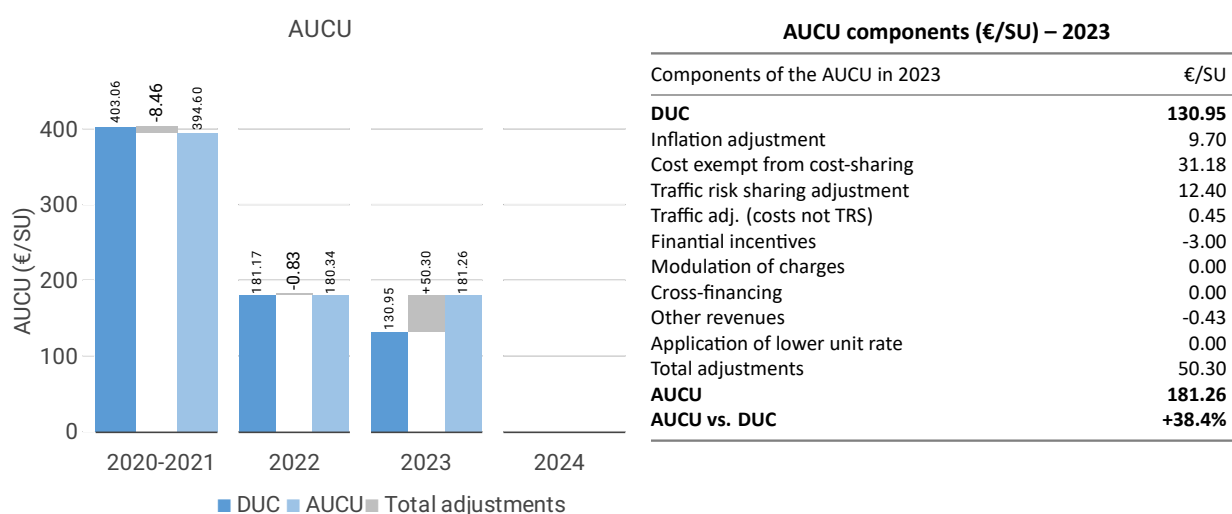 AUCU
403.06
-8.46
394.60
181.17
-0.83
180.34
130.95
+50.30
181.26
AUCU (€/SU)
400
300
200
100
0
2020-2021 2022 2023 2024
DUC AUCU Total adjustments
AUCU components (€/SU) – 2023
Components of the AUCU in 2023 €/SU
DUC 130.95
Inflation adjustment 9.70
Cost exempt from cost-sharing 31.18
Traffic risk sharing adjustment 12.40
Traffic adj. (costs not TRS) 0.45
Finantial incentives -3.00
Modulation of charges 0.00
Cross-financing 0.00
Other revenues -0.43
Application of lower unit rate 0.00
Total adjustments 50.30
AUCU 181.26
AUCU vs. DUC +38.4%